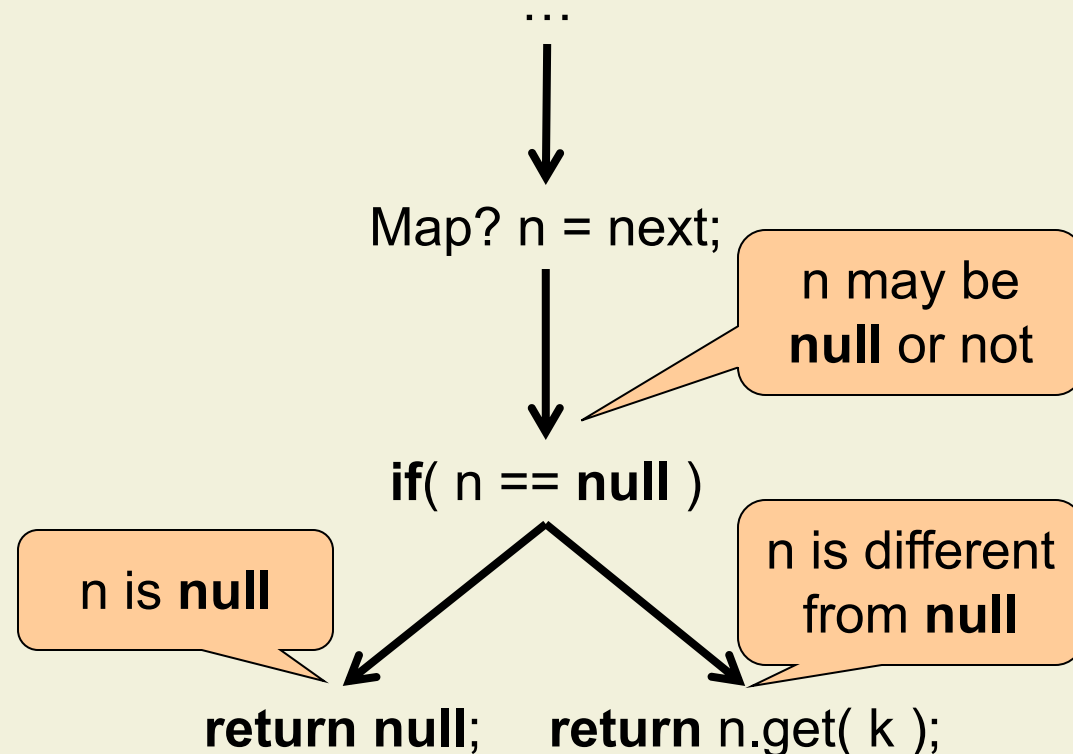 ...
Map? n = next;
n may be
null or not
if( n == null )
n is null
n is different
from null
return null;
return n.get( k );